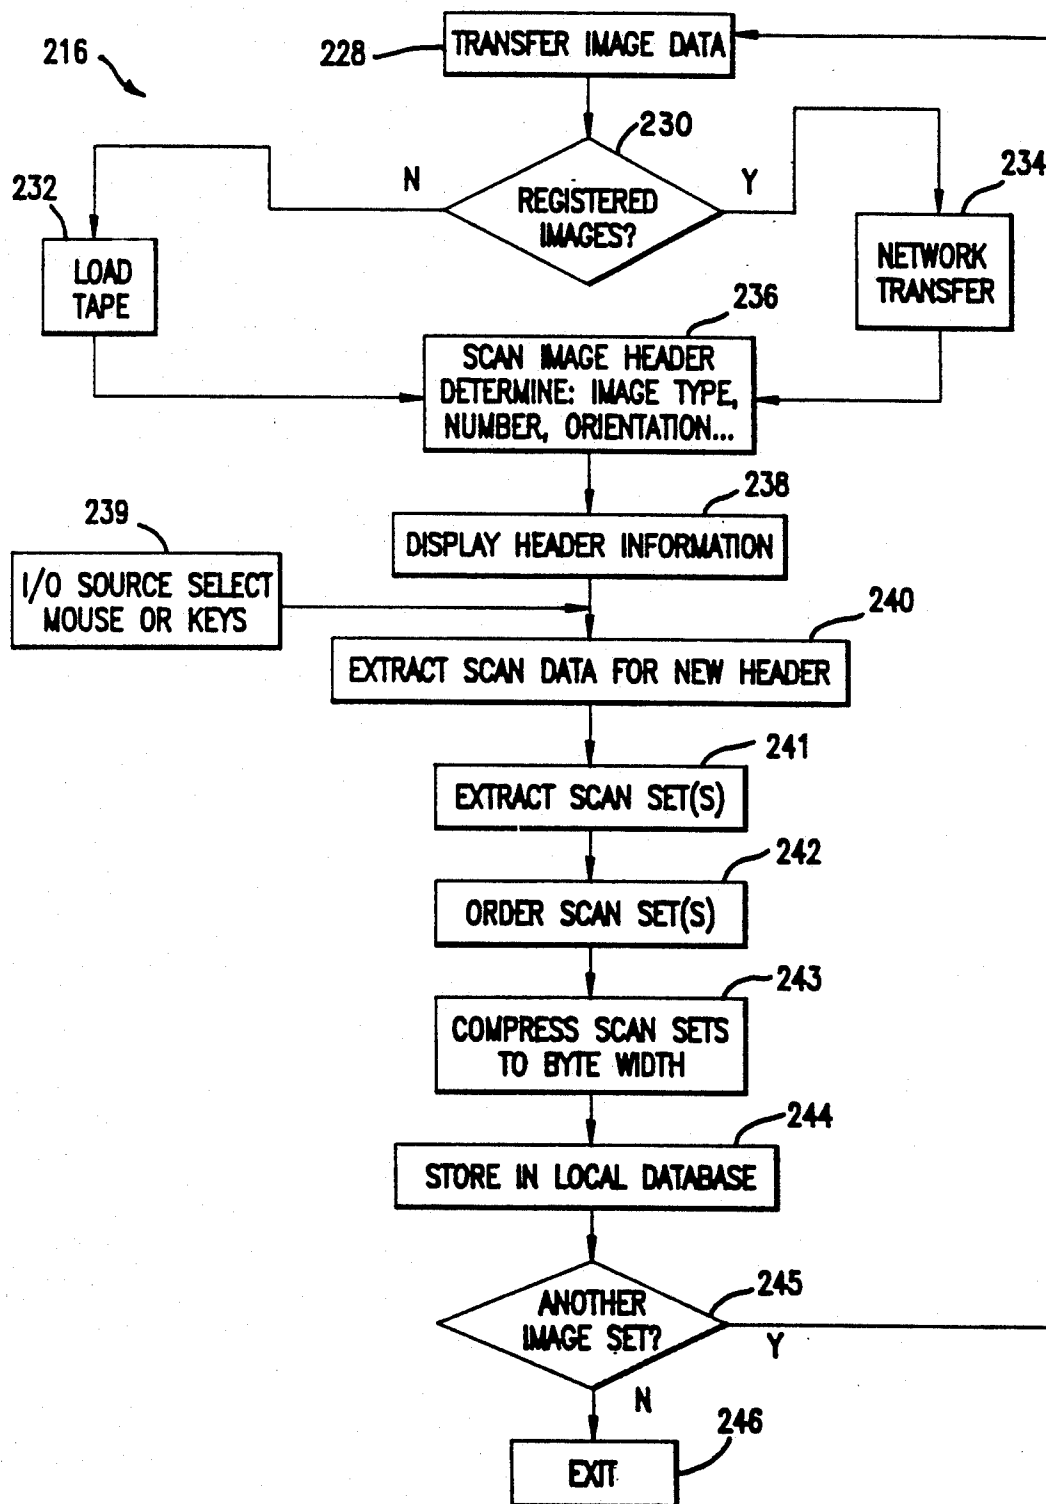 216
228
TRANSFER IMAGE DATA
230
N
Y
REGISTERED
IMAGES?
232
LOAD
TAPE
234
NETWORK
TRANSFER
236
SCAN IMAGE HEADER
DETERMINE: IMAGE TYPE,
NUMBER, ORIENTATION...
238
DISPLAY HEADER INFORMATION
239
I/O SOURCE SELECT
MOUSE OR KEYS
240
EXTRACT SCAN DATA FOR NEW HEADER
241
EXTRACT SCAN SET(S)
242
ORDER SCAN SET(S)
243
COMPRESS SCAN SETS
TO BYTE WIDTH
244
STORE IN LOCAL DATABASE
245
ANOTHER
IMAGE SET?
Y
N
246
EXIT